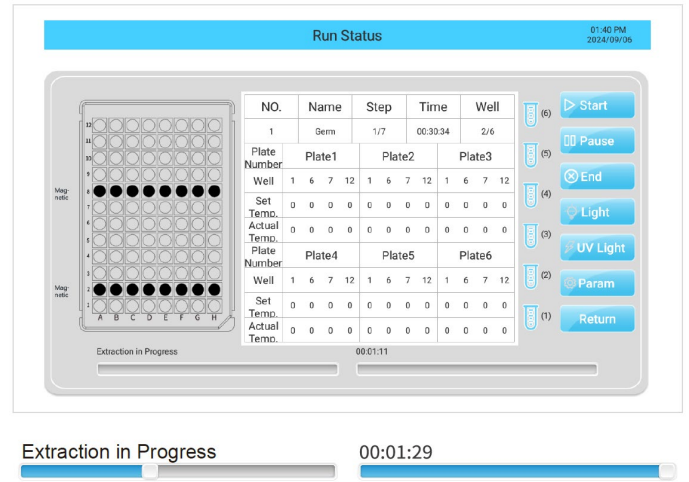 Run Status
01:40 PM
2024/09/06
NO. Name Step Time Well
1 Germ 1/7 00:30:34 2/6
Plate Number Plate1 Plate2 Plate3
Well 1 6 7 12 1 6 7 12 1 6 7 12
Set Temp. 0 0 0 0 0 0 0 0 0 0 0 0
Actual Temp. 0 0 0 0 0 0 0 0 0 0 0 0
Plate Number Plate4 Plate5 Plate6
Well 1 6 7 12 1 6 7 12 1 6 7 12
Set Temp. 0 0 0 0 0 0 0 0 0 0 0 0
Actual Temp. 0 0 0 0 0 0 0 0 0 0 0 0
12
11
10
9
Mag-
netic
8
7
6
5
4
3
Mag-
netic
2
1
A B C D E F G H
(6)
(5)
(4)
(3)
(2)
(1)
Start
Pause
End
Light
UV Light
Param
Return
Extraction in Progress 00:01:11
Extraction in Progress 00:01:29